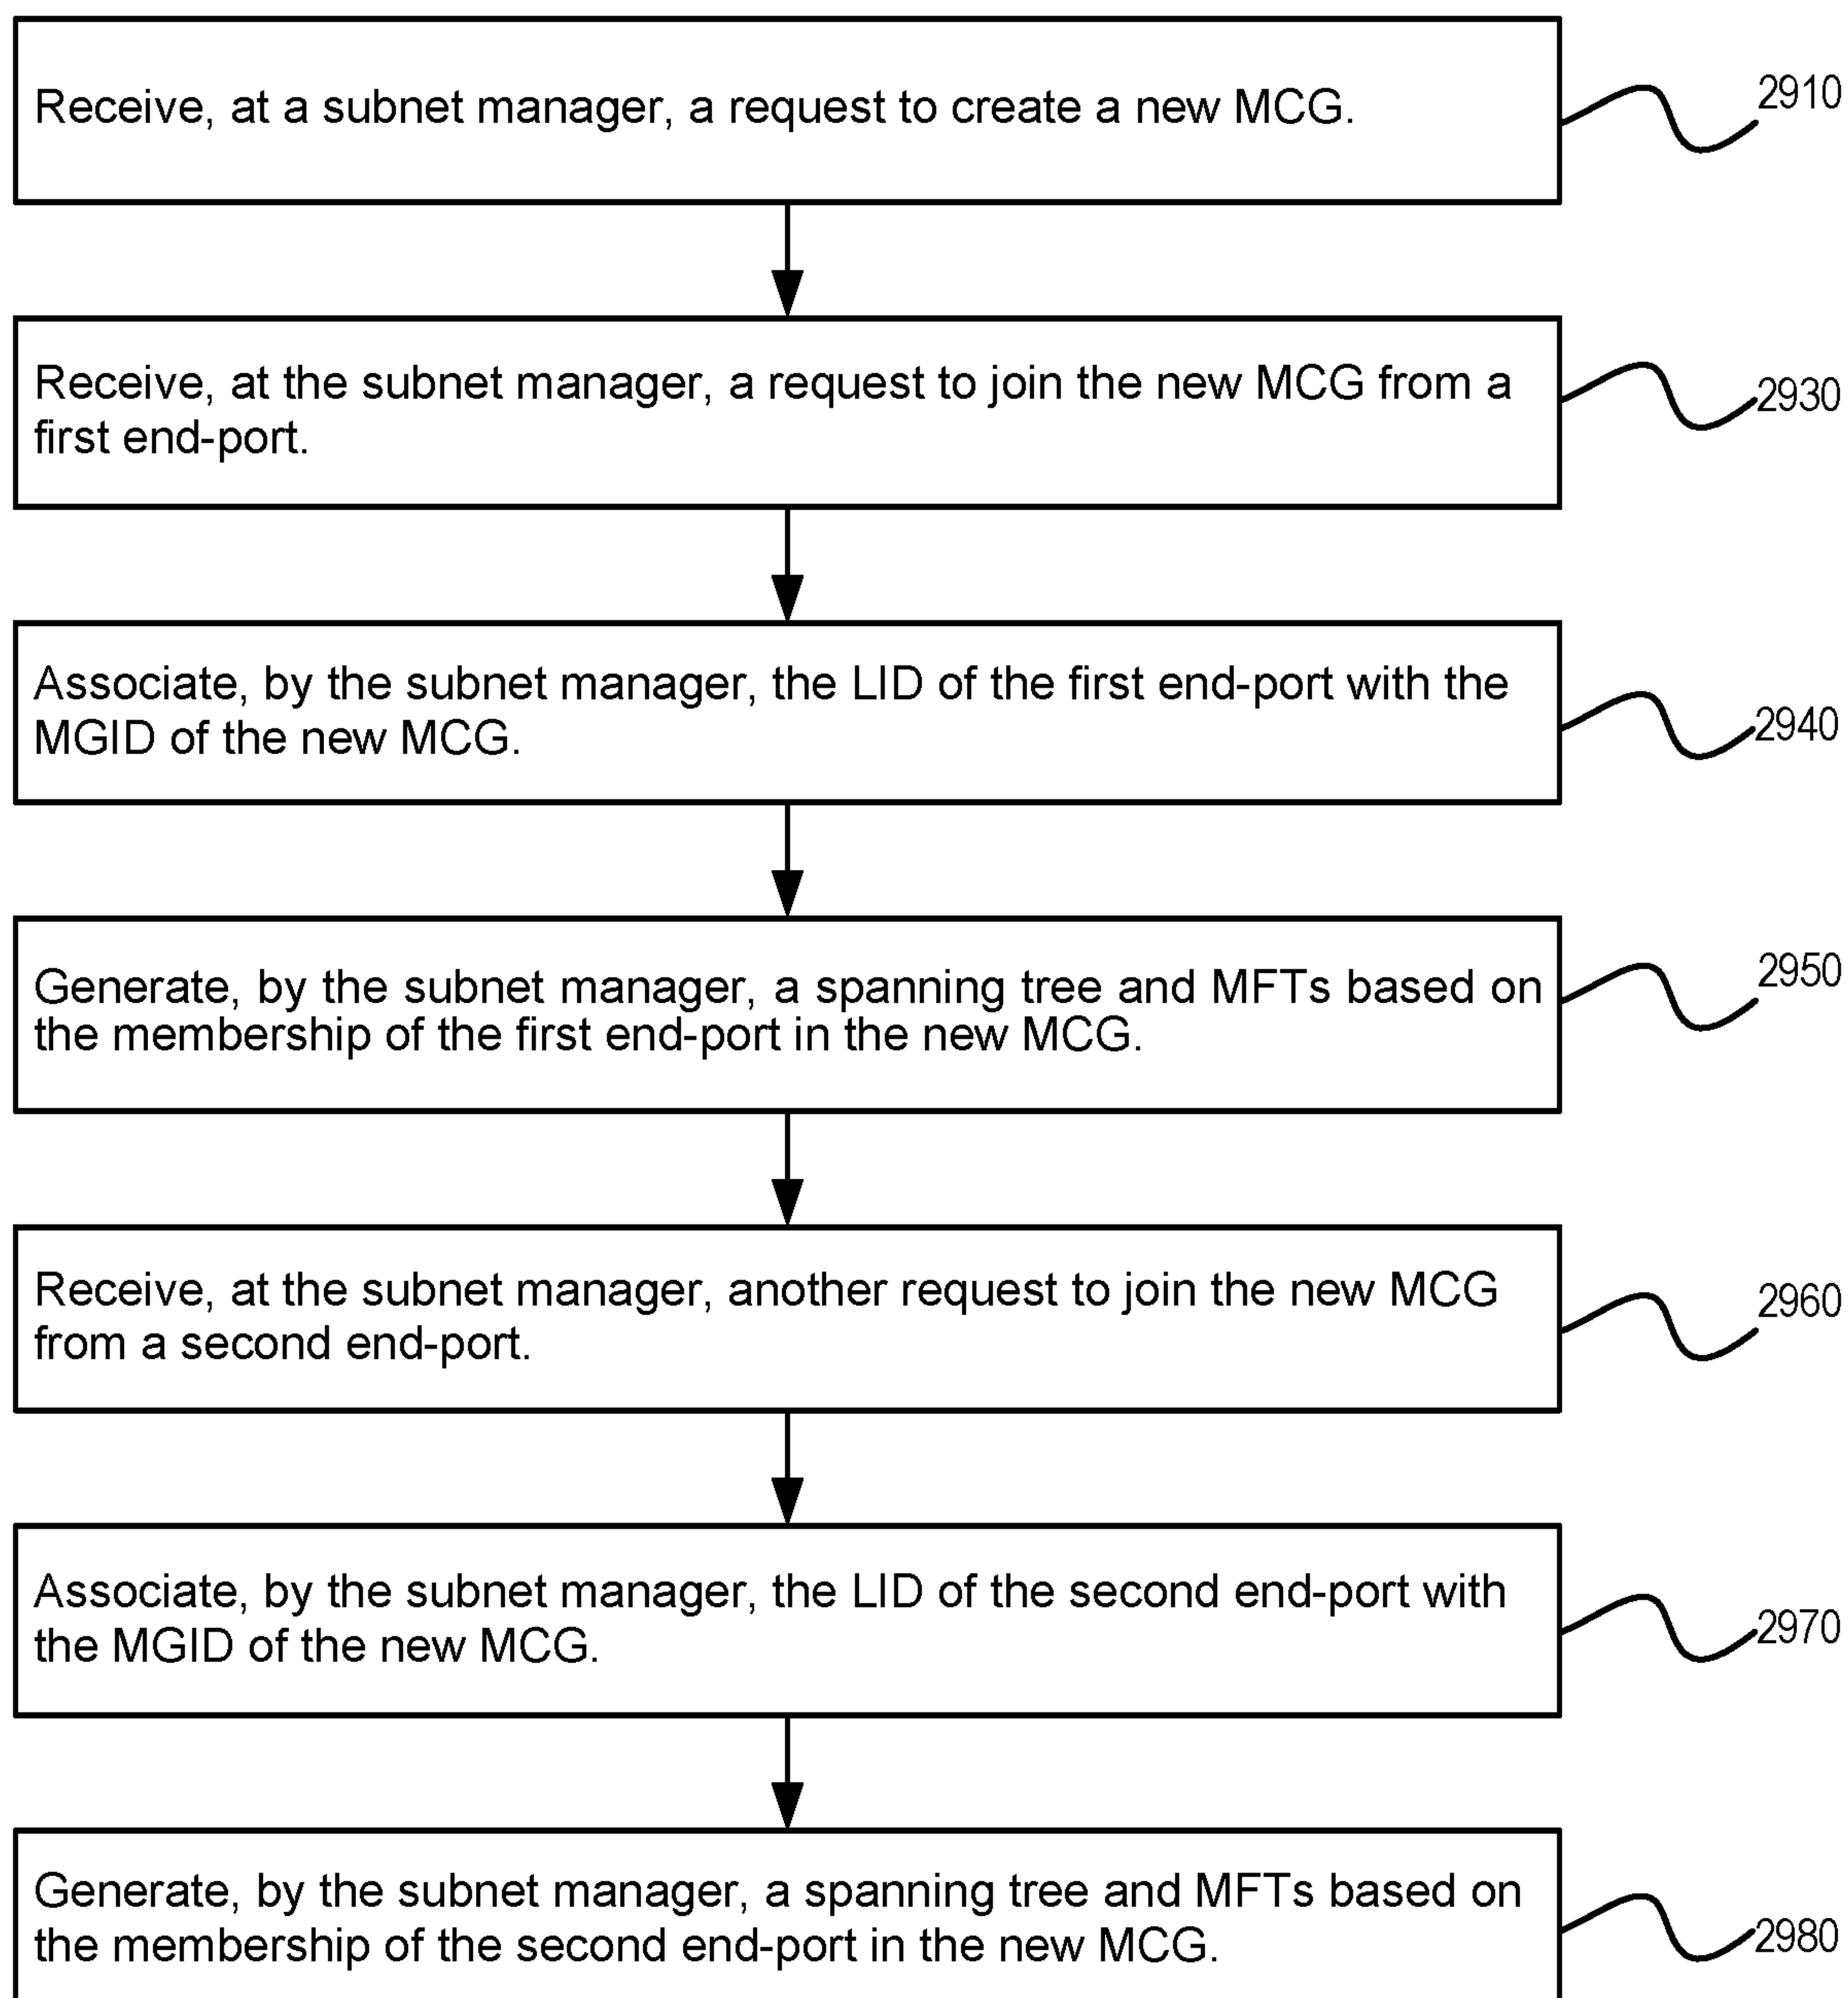 Receive, at a subnet manager, a request to create a new MCG.
2910
Receive, at the subnet manager, a request to join the new MCG from a
first end-port.
2930
Associate, by the subnet manager, the LID of the first end-port with the
MGID of the new MCG.
2940
Generate, by the subnet manager, a spanning tree and MFTs based on
the membership of the first end-port in the new MCG.
2950
Receive, at the subnet manager, another request to join the new MCG
from a second end-port.
2960
Associate, by the subnet manager, the LID of the second end-port with
the MGID of the new MCG.
2970
Generate, by the subnet manager, a spanning tree and MFTs based on
the membership of the second end-port in the new MCG.
2980